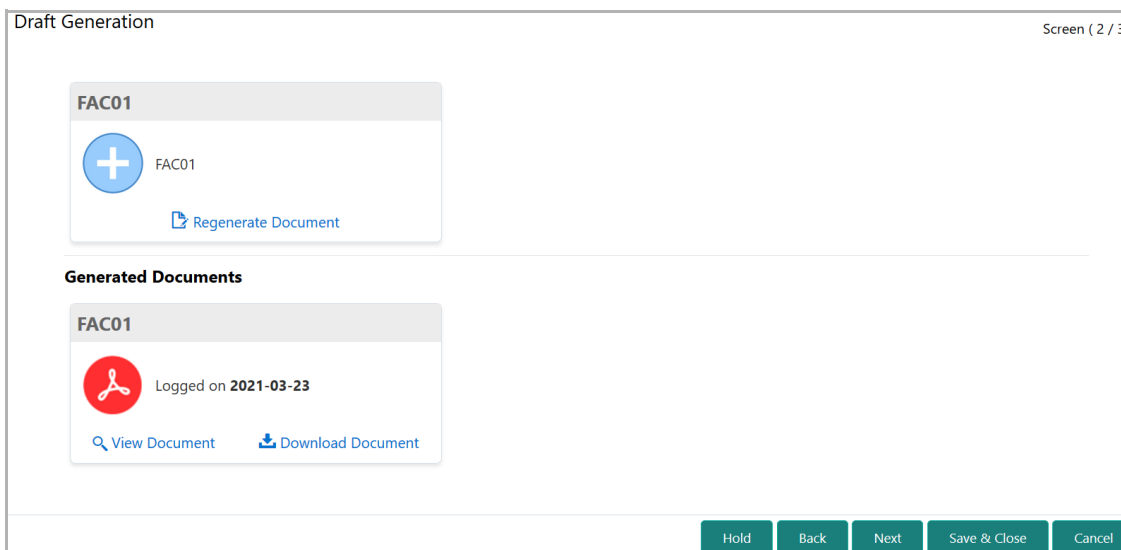 Draft Generation
Screen ( 2 / 3
FAC01
FAC01
Regenerate Document
Generated Documents
FAC01
Logged on 2021-03-23
View Document Download Document
Hold Back Next Save & Close Cancel